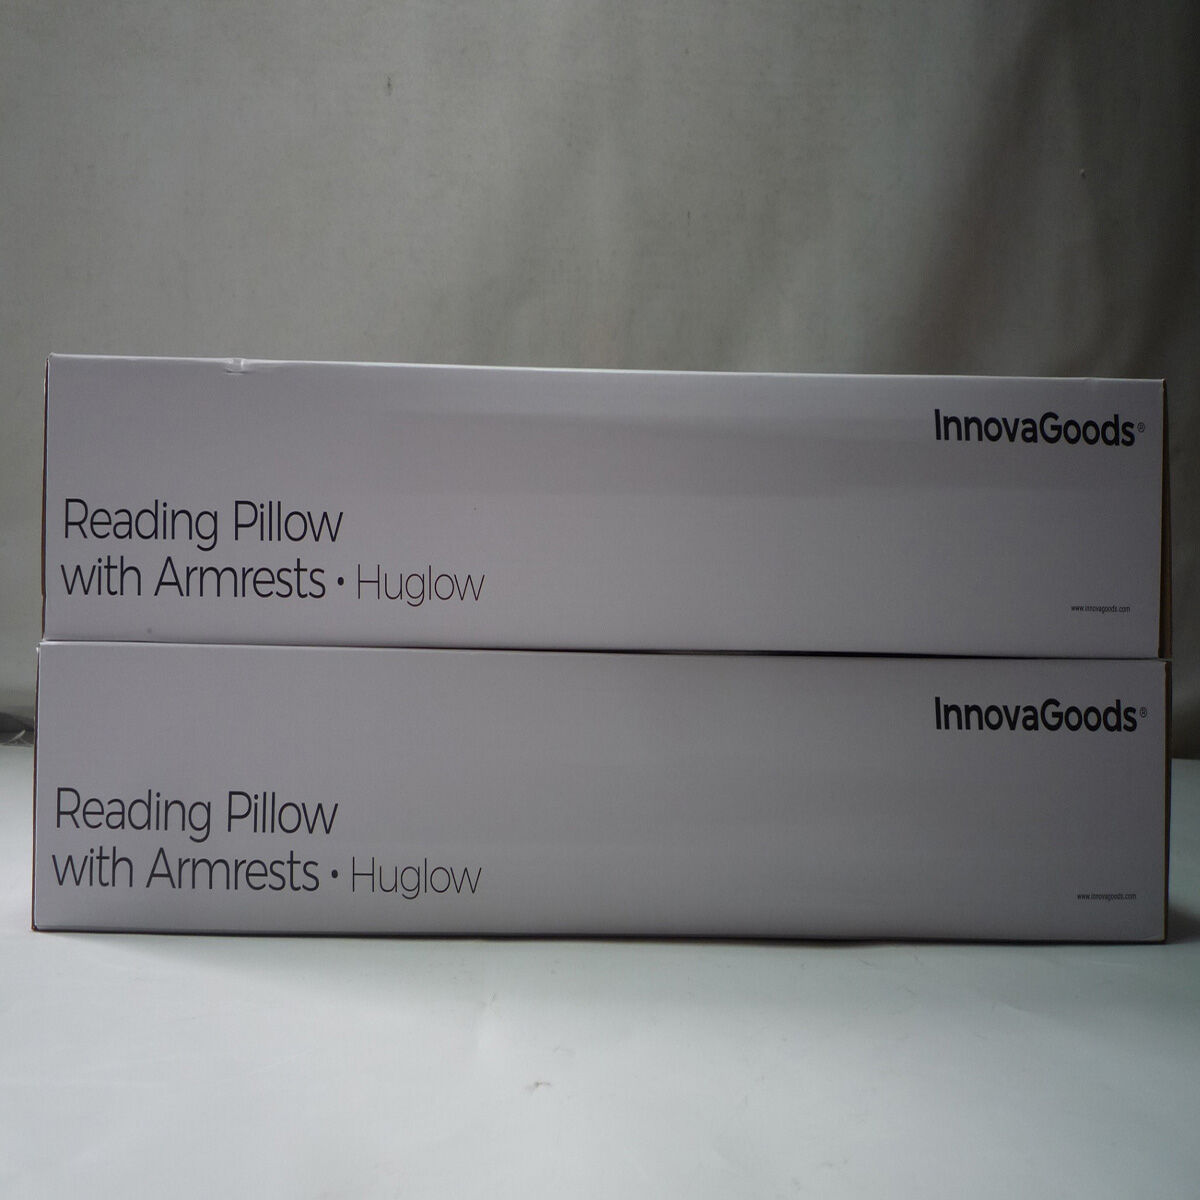 InnovaGoods®
Reading Pillow
with Armrests • Huglow
www.innovagoods.com
InnovaGoods®
Reading Pillow
with Armrests • Huglow
www.innovagoods.com